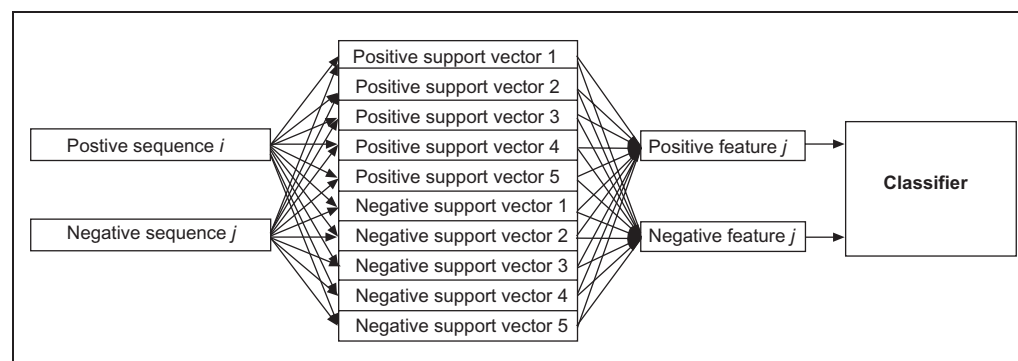 Positive support vector 1
Positive support vector 2
Positive support vector 3
Positive support vector 4
Positive support vector 5
Negative support vector 1
Negative support vector 2
Negative support vector 3
Negative support vector 4
Negative support vector 5
Postive sequence i
Negative sequence j
Positive feature j
Negative feature j
Classifier